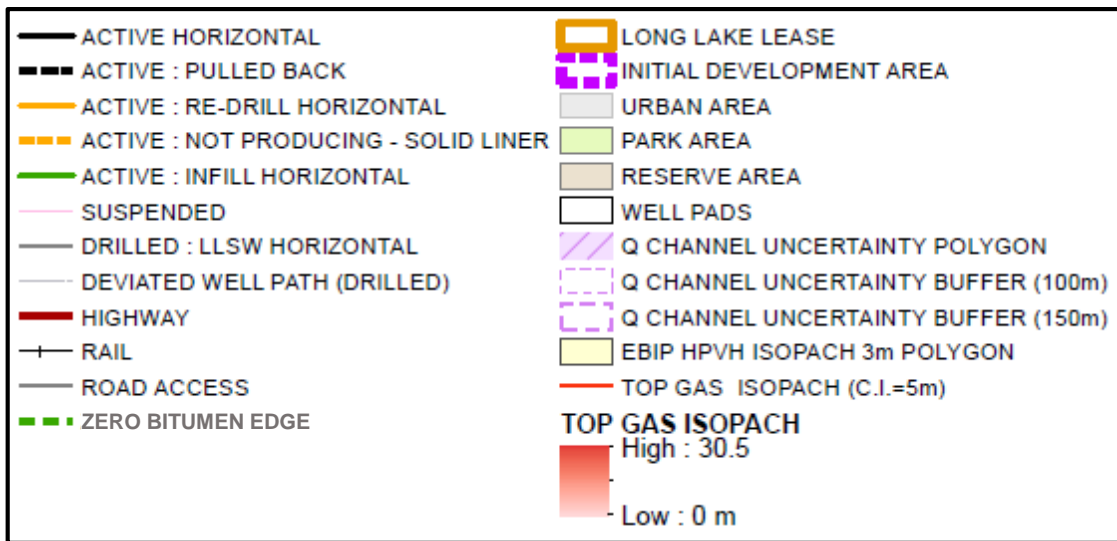 ACTIVE HORIZONTAL
ACTIVE : PULLED BACK
ACTIVE : RE-DRILL HORIZONTAL
ACTIVE : NOT PRODUCING - SOLID LINER
ACTIVE : INFILL HORIZONTAL
SUSPENDED
DRILLED : LLSW HORIZONTAL
DEVIATED WELL PATH (DRILLED)
HIGHWAY
RAIL
ROAD ACCESS
ZERO BITUMEN EDGE
LONG LAKE LEASE
INITIAL DEVELOPMENT AREA
URBAN AREA
PARK AREA
RESERVE AREA
WELL PADS
Q CHANNEL UNCERTAINTY POLYGON
Q CHANNEL UNCERTAINTY BUFFER (100m)
Q CHANNEL UNCERTAINTY BUFFER (150m)
EBIP HPVH ISOPACH 3m POLYGON
TOP GAS ISOPACH (C.I.=5m)
TOP GAS ISOPACH
High : 30.5
Low : 0 m